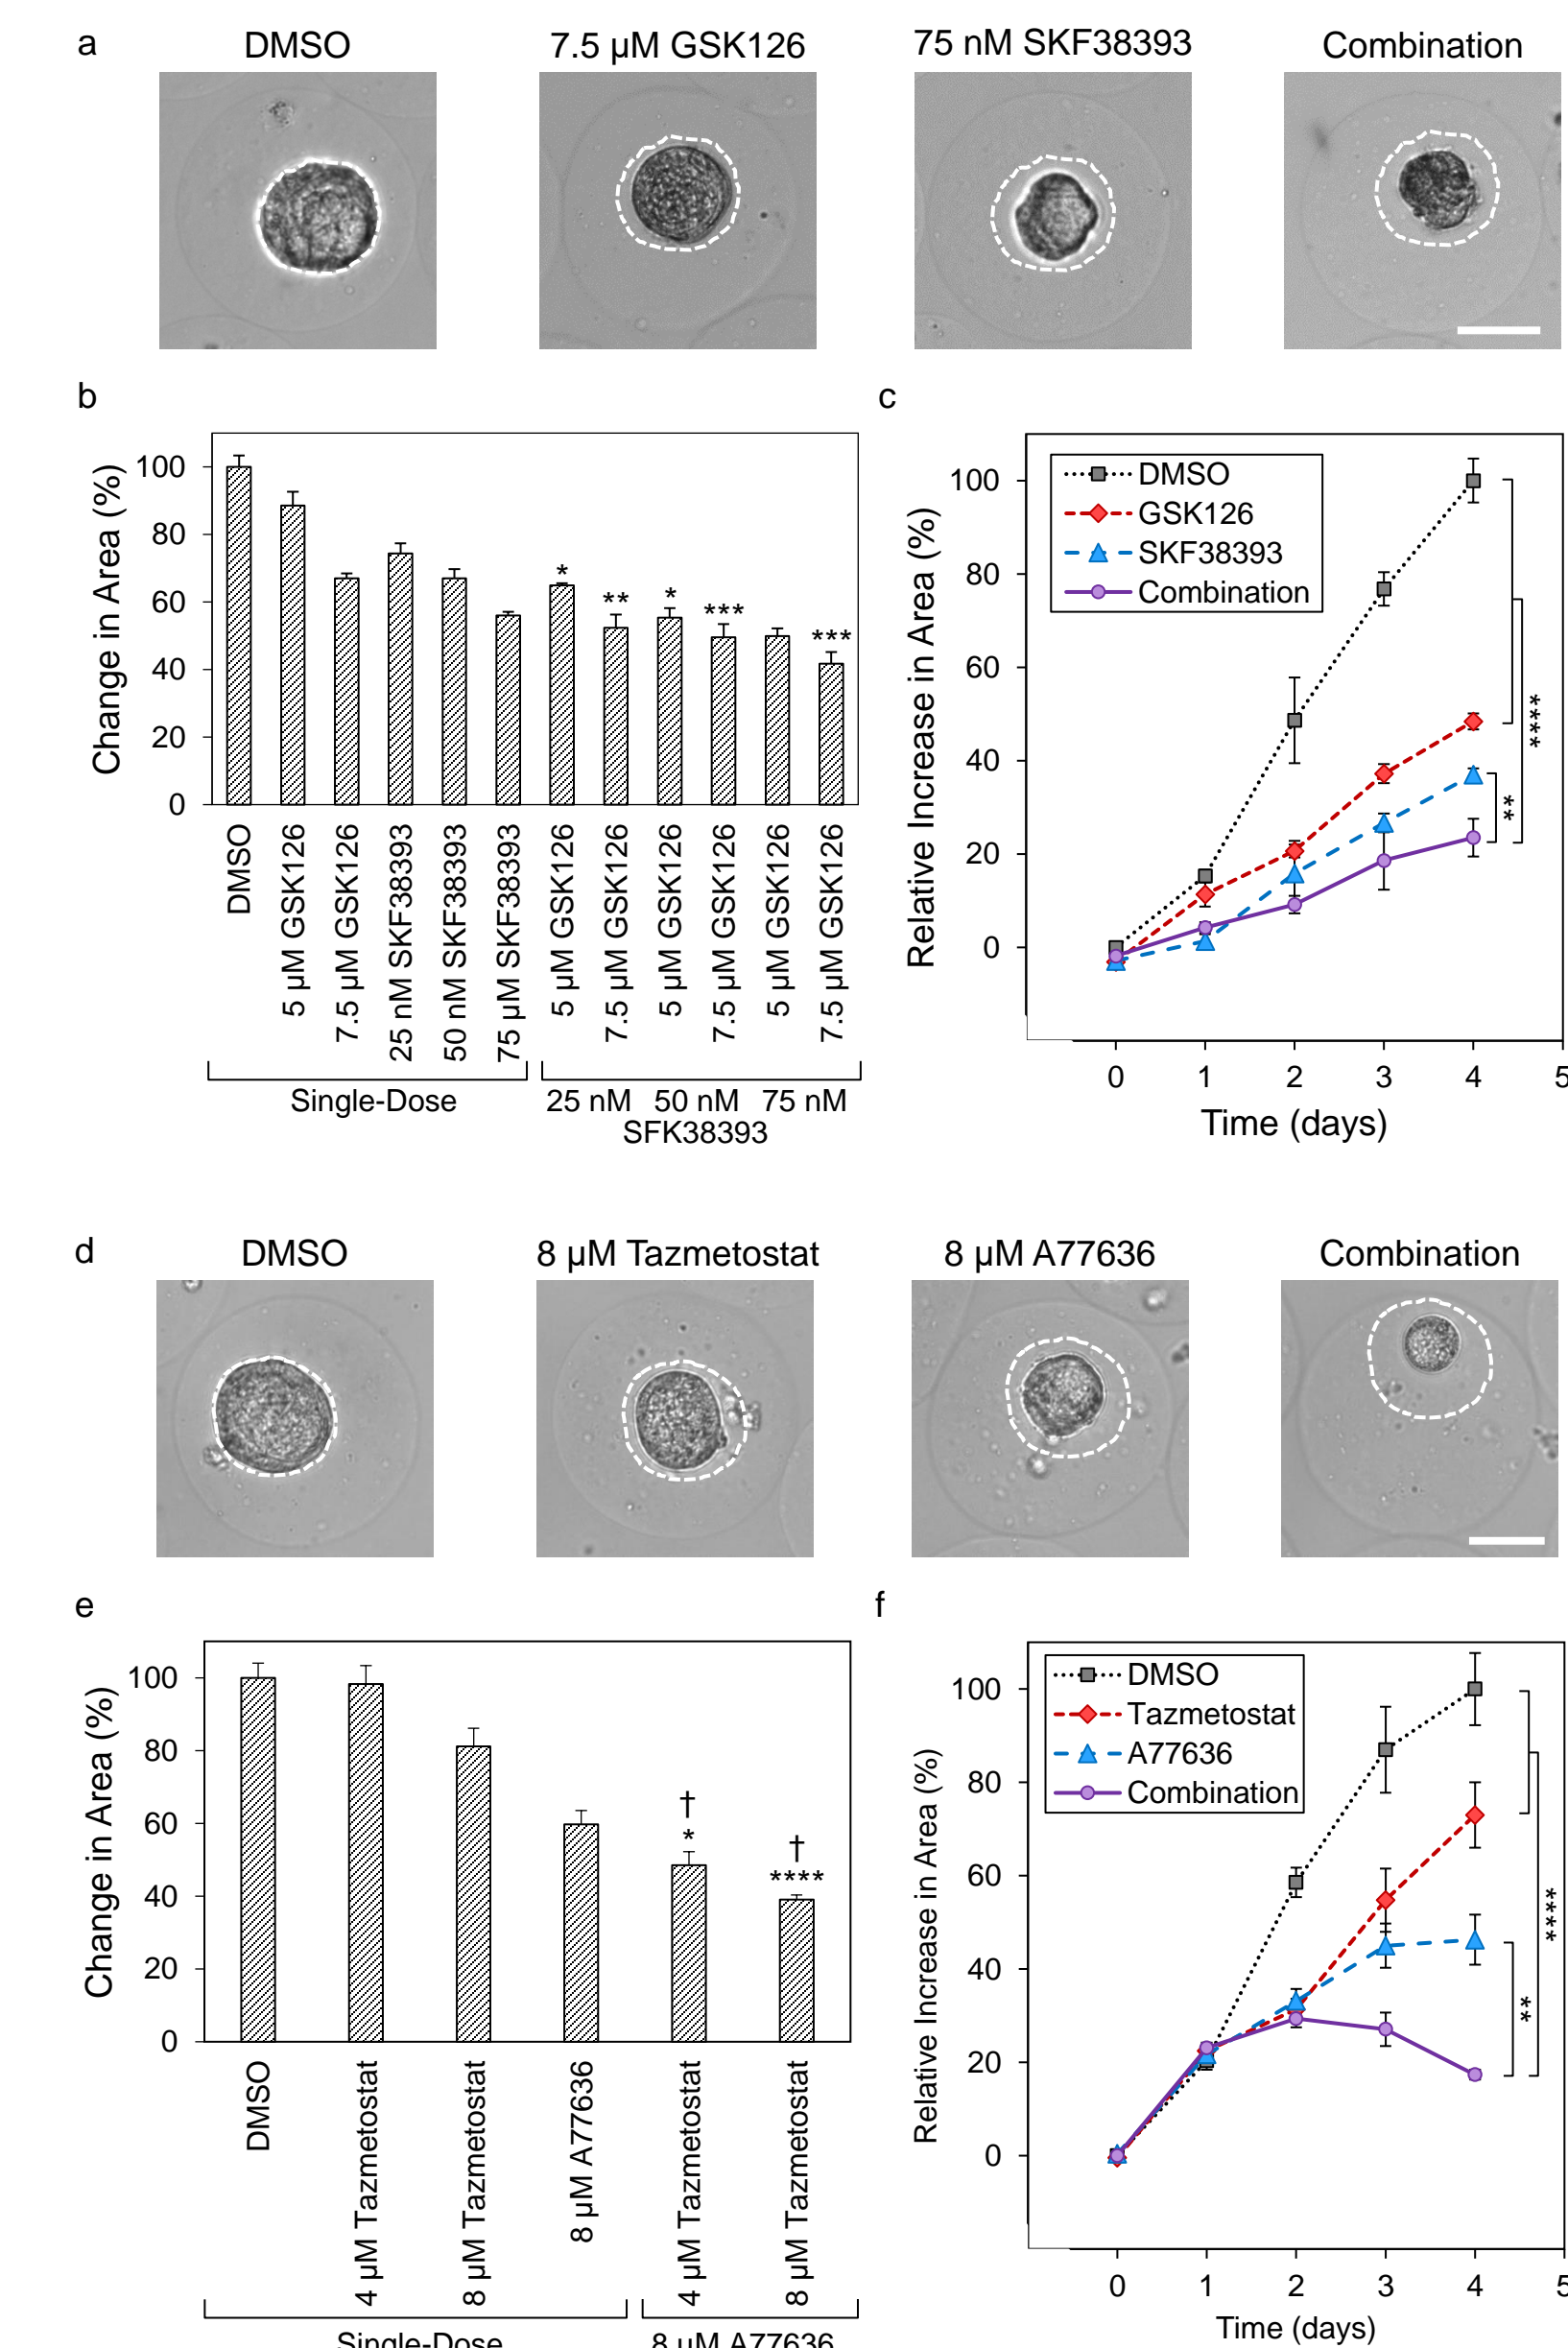 a
DMSO
7.5 µM GSK126
75 nM SKF38393
Combination
b
Change in Area (%)
100
80
60
40
20
0
*
**
*
***
***
DMSO
5 µM GSK126
7.5 µM GSK126
25 nM SKF38393
50 nM SKF38393
75 µM SKF38393
5 µM GSK126
7.5 µM GSK126
5 µM GSK126
7.5 µM GSK126
5 µM GSK126
7.5 µM GSK126
Single-Dose
25 nM 50 nM 75 nM
SFK38393
c
Relative Increase in Area (%)
100
80
60
40
20
0
DMSO
GSK126
SKF38393
Combination
**
****
0 1 2 3 4 5
Time (days)
d
DMSO
8 µM Tazmetostat
8 µM A77636
Combination
e
Change in Area (%)
100
80
60
40
20
0
†
*
†
****
DMSO
4 µM Tazmetostat
8 µM Tazmetostat
8 µM A77636
4 µM Tazmetostat
8 µM Tazmetostat
Single-Dose
8 µM A77636
f
Relative Increase in Area (%)
100
80
60
40
20
0
DMSO
Tazmetostat
A77636
Combination
**
****
0 1 2 3 4 5
Time (days)